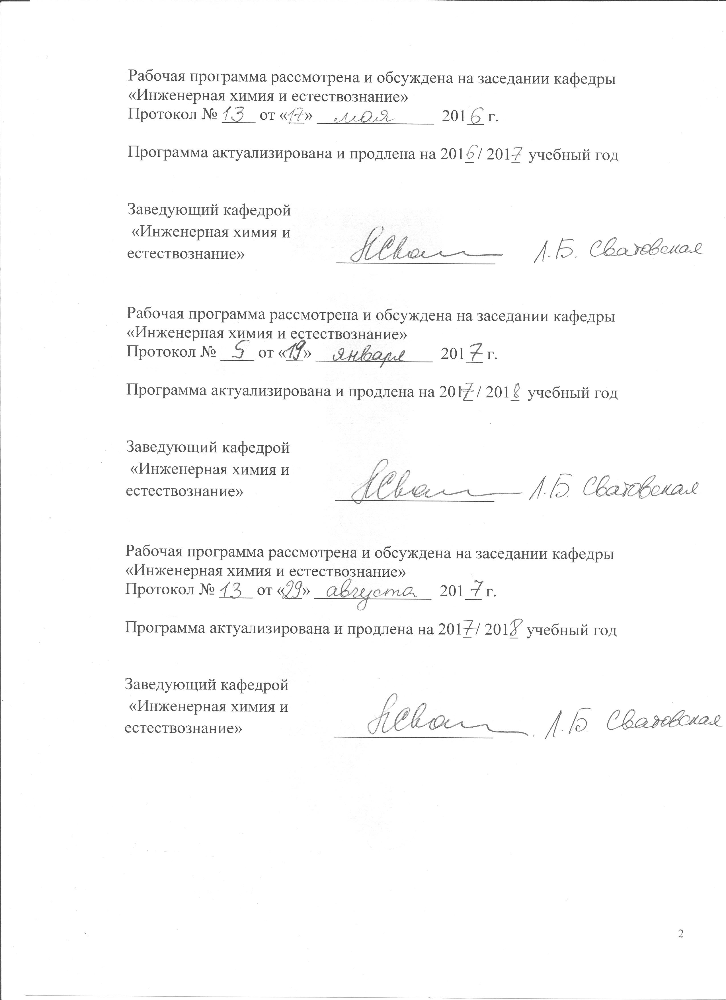 Рабочая программа рассмотрена и обсуждена на заседании кафедры
«Инженерная химия и естествознание»
Протокол № 13 от «17» мая 2016 г.
Программа актуализирована и продлена на 2016/ 2017 учебный год
Заведующий кафедрой
«Инженерная химия и
естествознание» Л.Б. Сватовская
Рабочая программа рассмотрена и обсуждена на заседании кафедры
«Инженерная химия и естествознание»
Протокол № 5 от «19» января 2017 г.
Программа актуализирована и продлена на 2017 / 2018 учебный год
Заведующий кафедрой
«Инженерная химия и
естествознание» Л.Б. Сватовская
Рабочая программа рассмотрена и обсуждена на заседании кафедры
«Инженерная химия и естествознание»
Протокол № 13 от «29» августа 2017 г.
Программа актуализирована и продлена на 2017/ 2018 учебный год
Заведующий кафедрой
«Инженерная химия и
естествознание» Л.Б. Сватовская
2